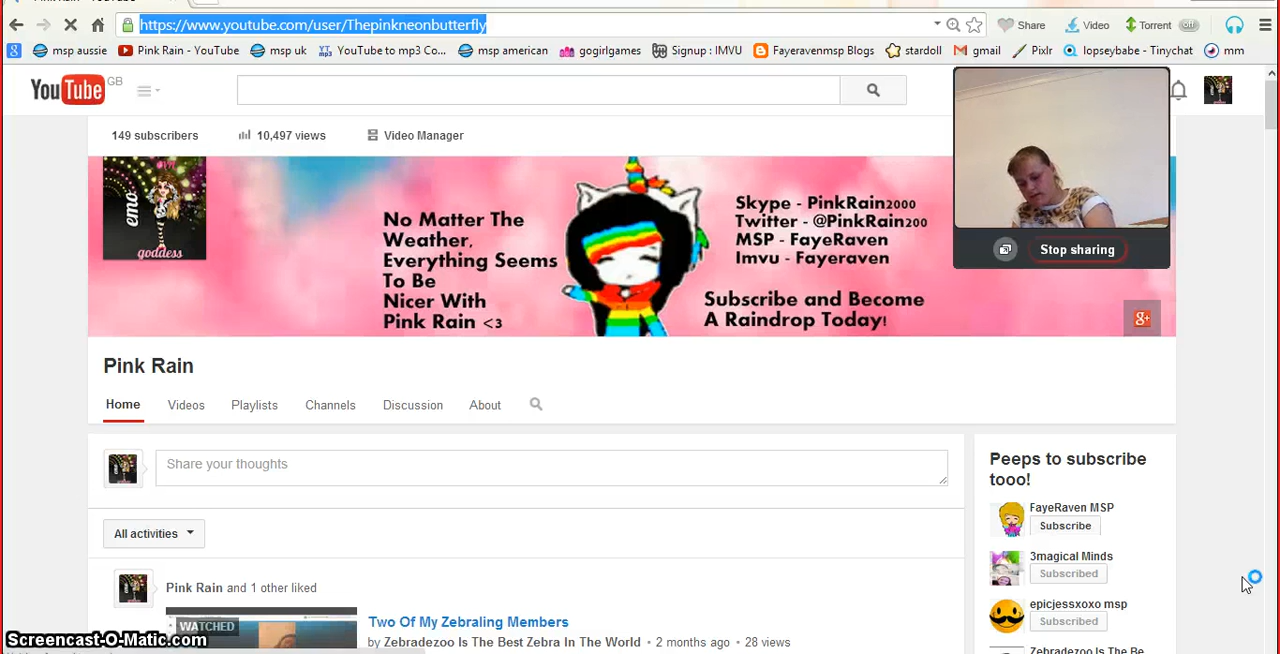 https://www.youtube.com/user/Thepinkneonbutterfly
Share
Video
Torrent
off
msp aussie
Pink Rain - YouTube
msp uk
YouTube to mp3 Co...
msp american
gogirlgames
Signup : IMVU
Fayeravenmsp Blogs
stardoll
gmail
Pixlr
lopseybabe - Tinychat
mm
YouTube GB
149 subscribers
10,497 views
Video Manager
emo
goddess
No Matter The
Weather,
Everything Seems
To Be
Nicer With
Pink Rain <3
Skype - PinkRain2000
Twitter - @PinkRain200
MSP - FayeRaven
Imvu - Fayeraven
Subscribe and Become
A Raindrop Today!
Stop sharing
g+
Pink Rain
Home
Videos
Playlists
Channels
Discussion
About
Share your thoughts
All activities
Pink Rain and 1 other liked
WATCHED
Two Of My Zebraling Members
by Zebradezoo Is The Best Zebra In The World • 2 months ago • 28 views
Peeps to subscribe
tooo!
FayeRaven MSP
Subscribe
3magical Minds
Subscribed
epicjessxoxo msp
Subscribed
Zebradezoo Is The Be
Screencast-O-Matic.com